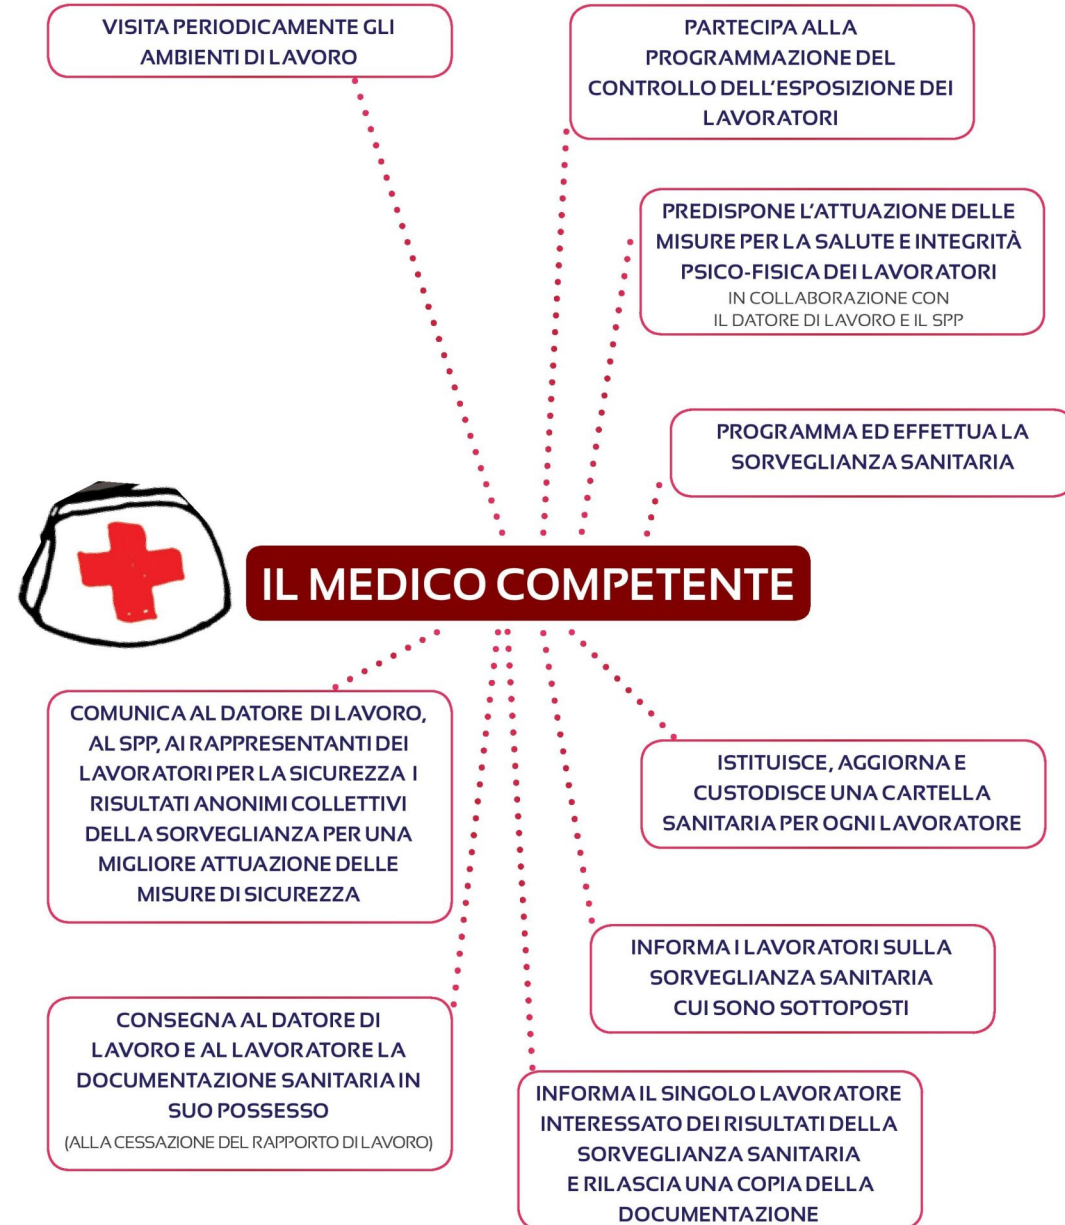 VISITA PERIODICAMENTE GLI
AMBIENTI DI LAVORO
PARTECIPA ALLA
PROGRAMMAZIONE DEL
CONTROLLO DELL'ESPOSIZIONE DEI
LAVORATORI
PREDISPONE L'ATTUAZIONE DELLE
MISURE PER LA SALUTE E INTEGRITÀ
PSICO-FISICA DEI LAVORATORI
IN COLLABORAZIONE CON
IL DATORE DI LAVORO E IL SPP
PROGRAMMA ED EFFETTUA LA
SORVEGLIANZA SANITARIA
IL MEDICO COMPETENTE
COMUNICA AL DATORE DI LAVORO,
AL SPP, AI RAPPRESENTANTI DEI
LAVORATORI PER LA SICUREZZA I
RISULTATI ANONIMI COLLETTIVI
DELLA SORVEGLIANZA PER UNA
MIGLIORE ATTUAZIONE DELLE
MISURE DI SICUREZZA
ISTITUISCE, AGGIORNA E
CUSTODISCE UNA CARTELLA
SANITARIA PER OGNI LAVORATORE
INFORMA I LAVORATORI SULLA
SORVEGLIANZA SANITARIA
CUI SONO SOTTOPOSTI
CONSEGNA AL DATORE DI
LAVORO E AL LAVORATORE LA
DOCUMENTAZIONE SANITARIA IN
SUO POSSESSO
(ALLA CESSAZIONE DEL RAPPORTO DI LAVORO)
INFORMA IL SINGOLO LAVORATORE
INTERESSATO DEI RISULTATI DELLA
SORVEGLIANZA SANITARIA
E RILASCIA UNA COPIA DELLA
DOCUMENTAZIONE